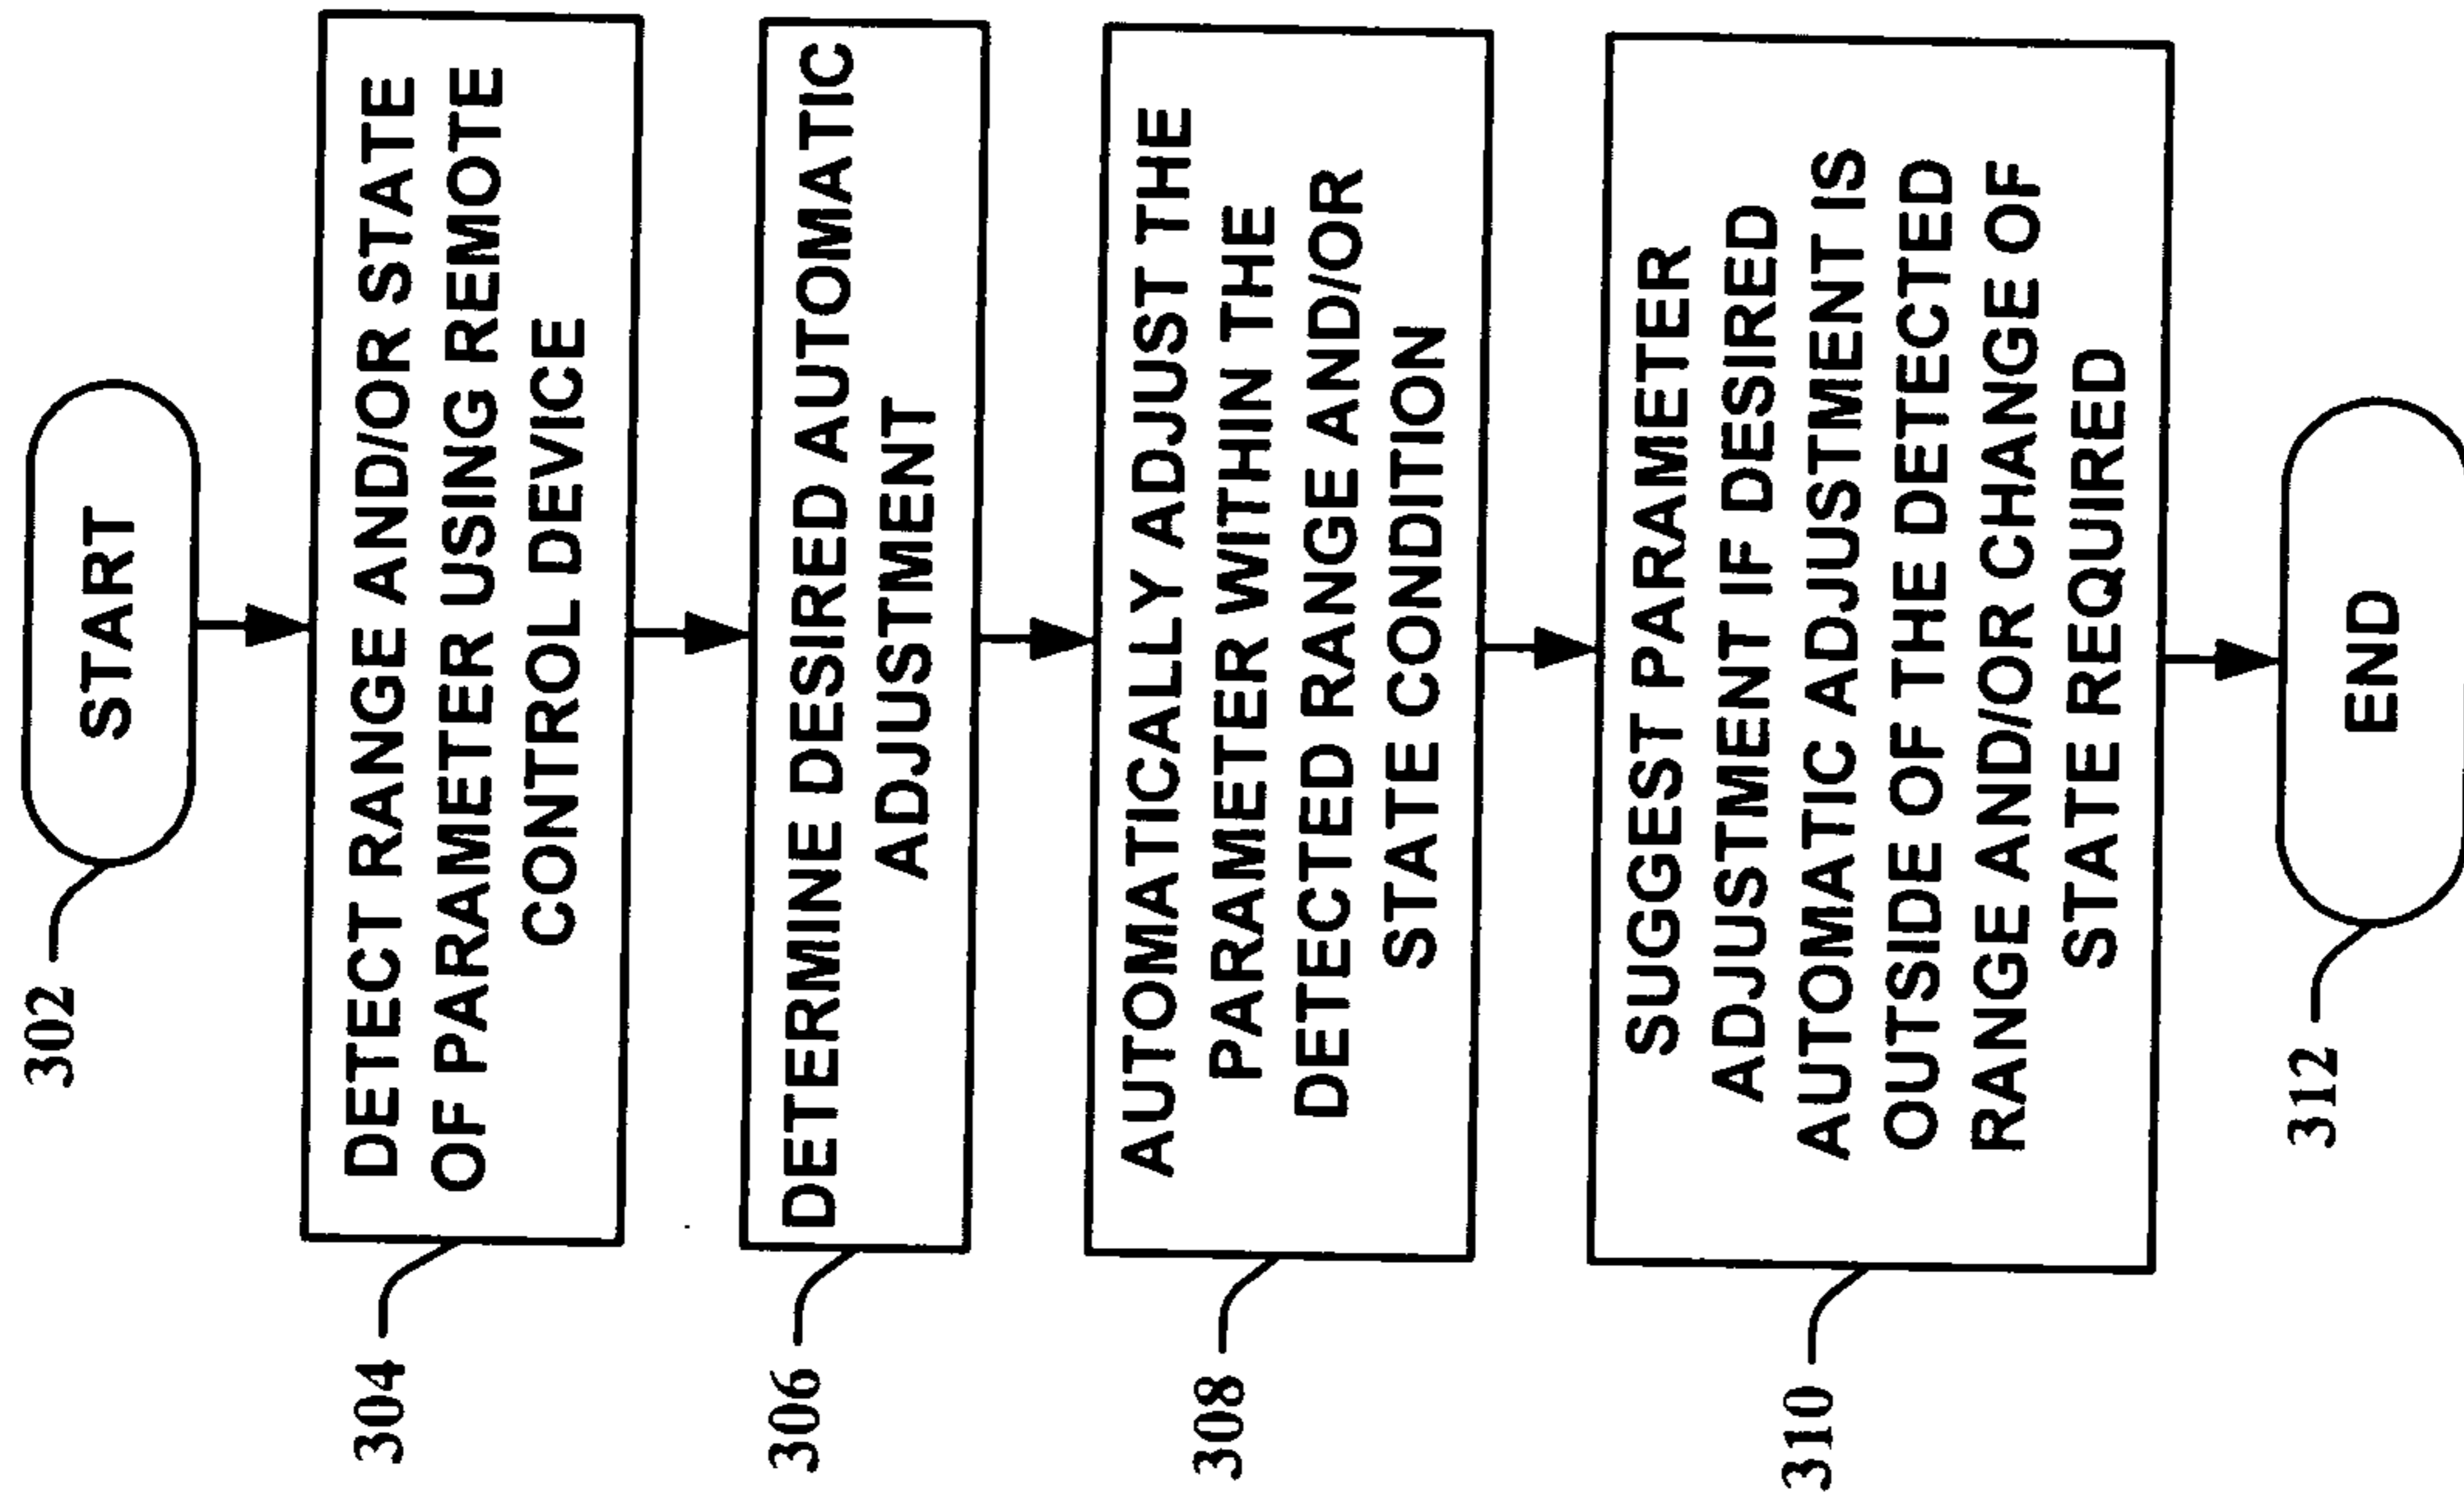 START
302
DETECT RANGE AND/OR STATE
OF PARAMETER USING REMOTE
CONTROL DEVICE
304
DETERMINE DESIRED AUTOMATIC
ADJUSTMENT
306
AUTOMATICALLY ADJUST THE
PARAMETER WITHIN THE
DETECTED RANGE AND/OR
STATE CONDITION
308
SUGGEST PARAMETER
ADJUSTMENT IF DESIRED
AUTOMATIC ADJUSTMENT IS
OUTSIDE OF THE DETECTED
RANGE AND/OR CHANGE OF
STATE REQUIRED
310
END
312